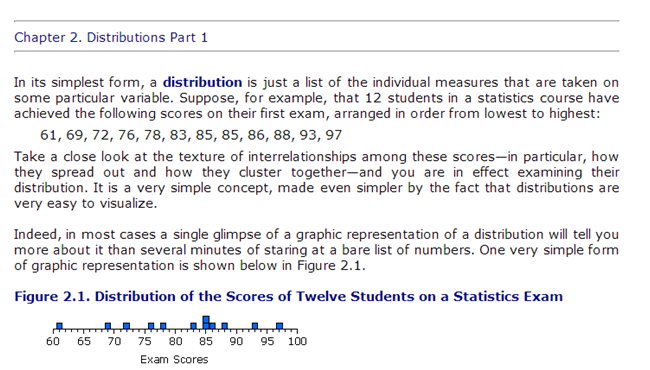 Chapter 2. Distributions Part 1
In its simplest form, a distribution is just a list of the individual measures that are taken on
some particular variable. Suppose, for example, that 12 students in a statistics course have
achieved the following scores on their first exam, arranged in order from lowest to highest:
61, 69, 72, 76, 78, 83, 85, 85, 86, 88, 93, 97
Take a close look at the texture of interrelationships among these scores—in particular, how
they spread out and how they cluster together—and you are in effect examining their
distribution. It is a very simple concept, made even simpler by the fact that distributions are
very easy to visualize.
Indeed, in most cases a single glimpse of a graphic representation of a distribution will tell you
more about it than several minutes of staring at a bare list of numbers. One very simple form
of graphic representation is shown below in Figure 2.1.
Figure 2.1. Distribution of the Scores of Twelve Students on a Statistics Exam
60 65 70 75 80 85 90 95 100
Exam Scores